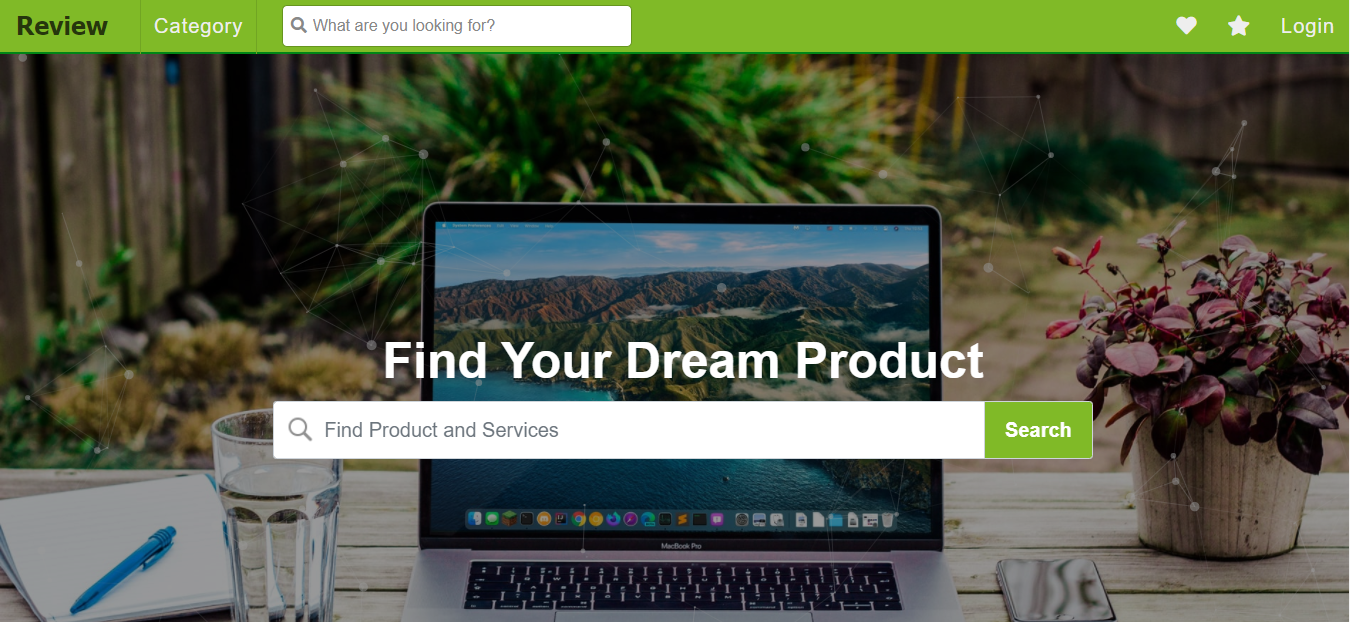 Review
Category
What are you looking for?
Login
Find Your Dream Product
Find Product and Services
Search
MacBook Pro